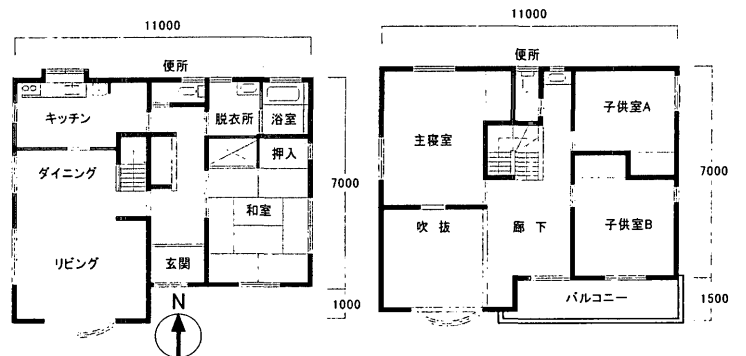 11000
便所
キッチン
脱衣所
浴室
押入
ダイニング
和室
リビング
玄関
7000
1000
N
11000
便所
子供室A
主寝室
吹抜
廊下
子供室B
バルコニー
7000
1500